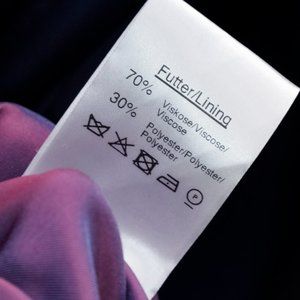 Futter/Lining
70% Viskose/Viscose/
Viscose
30% Polyester/Polyester/
Polyester
P